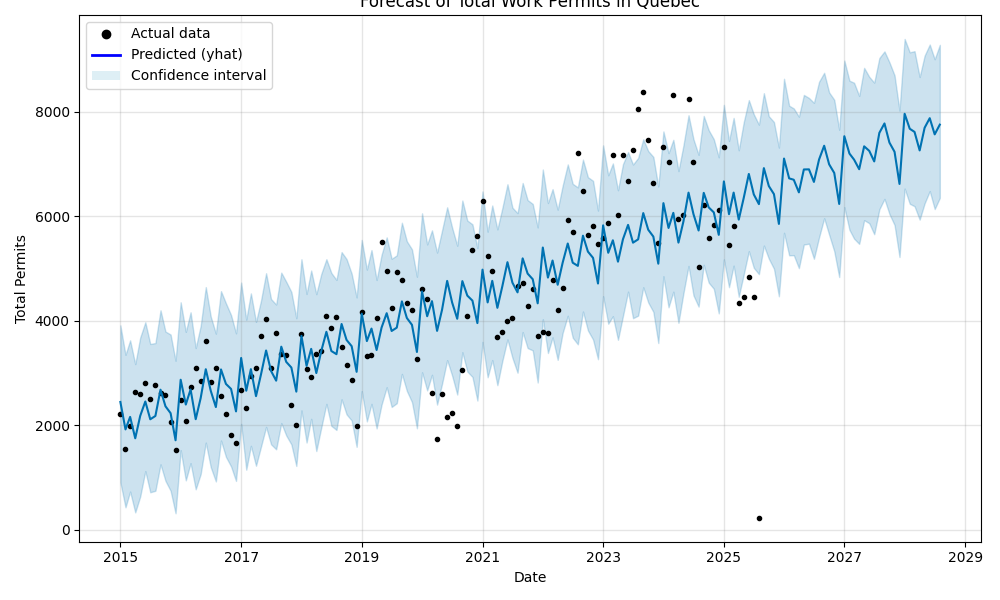 Forecast of Total Work Permits in Quebec
Actual data
Predicted (yhat)
Confidence interval
8000
6000
4000
2000
0
Total Permits
2015 2017 2019 2021 2023 2025 2027 2029
Date